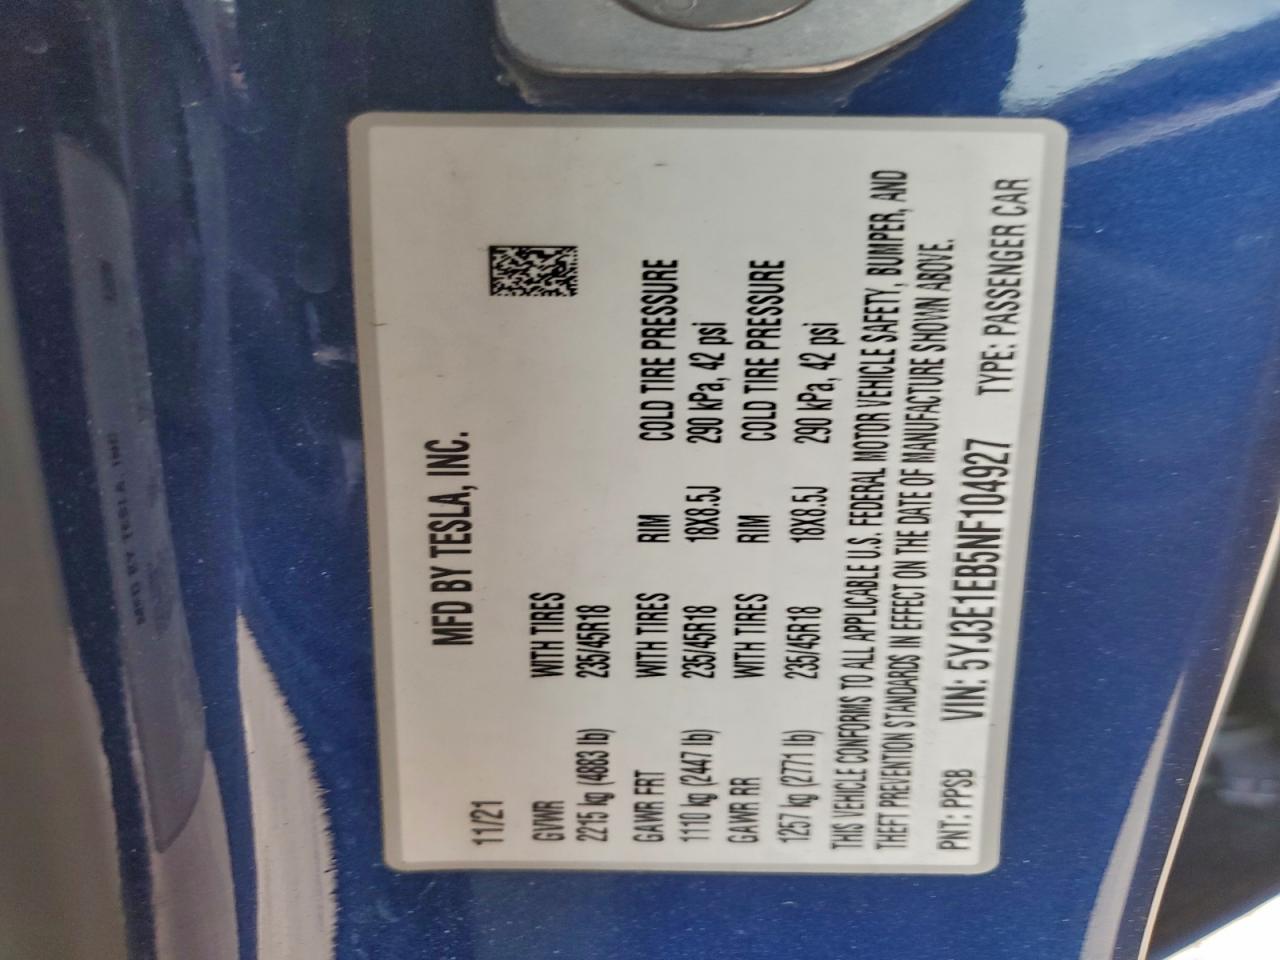 MFD BY TESLA, INC.
11/21
GVWR WITH TIRES
2215 kg (4883 lb) 235/45R18
GAWR FRT WITH TIRES RIM COLD TIRE PRESSURE
1110 kg (2447 lb) 235/45R18 18X8.5J 290 kPa, 42 psi
GAWR RR WITH TIRES RIM COLD TIRE PRESSURE
1257 kg (2771 lb) 235/45R18 18X8.5J 290 kPa, 42 psi
THIS VEHICLE CONFORMS TO ALL APPLICABLE U.S. FEDERAL MOTOR VEHICLE SAFETY, BUMPER, AND
THEFT PREVENTION STANDARDS IN EFFECT ON THE DATE OF MANUFACTURE SHOWN ABOVE.
PNT: PPSB VIN: 5YJ3E1EB5NF104927 TYPE: PASSENGER CAR